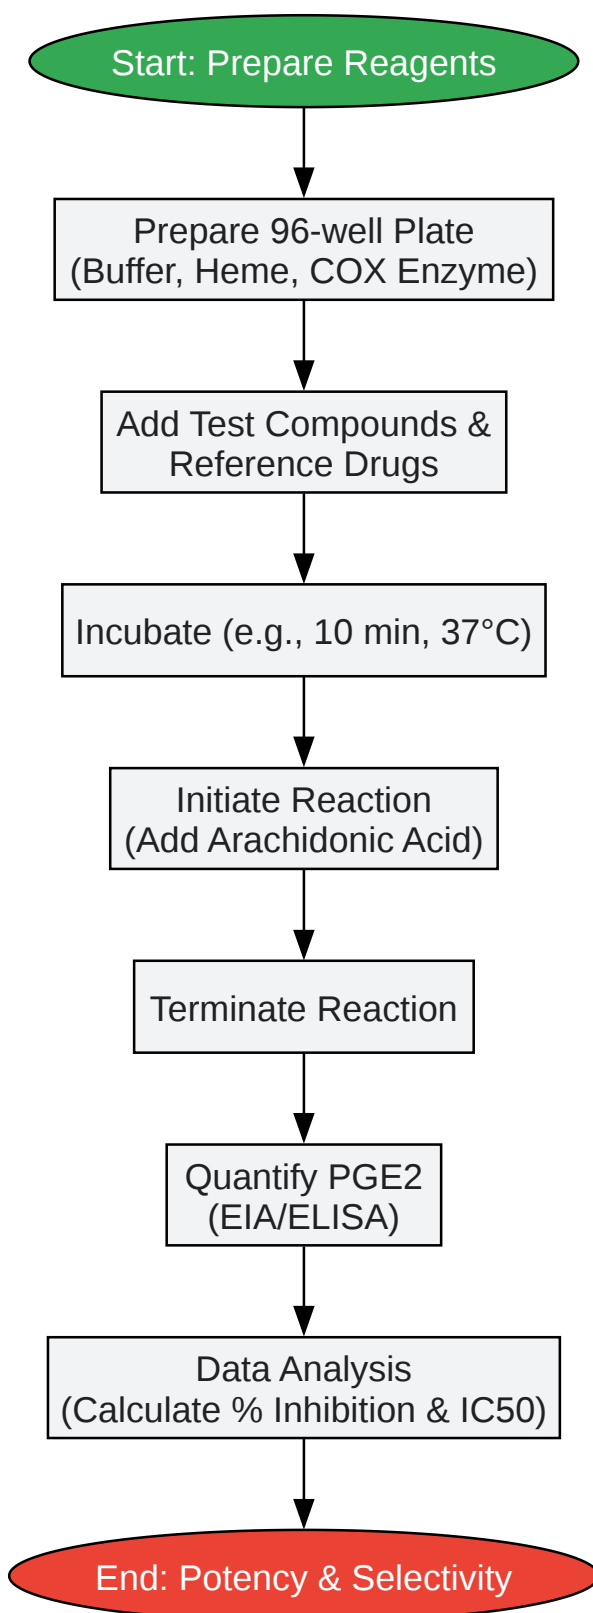 Start: Prepare Reagents
Prepare 96-well Plate
(Buffer, Heme, COX Enzyme)
Add Test Compounds &
Reference Drugs
Incubate (e.g., 10 min, 37°C)
Initiate Reaction
(Add Arachidonic Acid)
Terminate Reaction
Quantify PGE2
(EIA/ELISA)
Data Analysis
(Calculate % Inhibition & IC50)
End: Potency & Selectivity